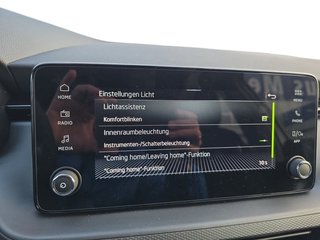 HOME
RADIO
MEDIA
Einstellungen Licht
Lichtassistenz
Komfortblinken
Innenraumbeleuchtung
Instrumenten-/Schalterbeleuchtung
"Coming home/Leaving home"-Funktion
"Coming home"-Funktion 10 s
MENU
PHONE
APP